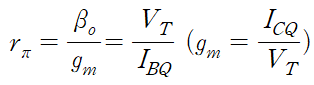 r_π = β_o / g_m = V_T / I_BQ (g_m = I_CQ / V_T)